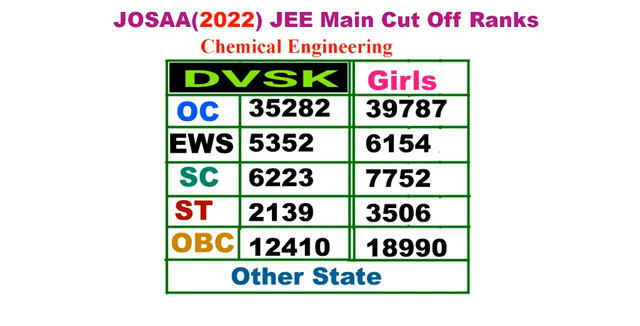 JOSAA(2022) JEE Main Cut Off Ranks
Chemical Engineering
DVSK Girls
OC 35282 39787
EWS 5352 6154
SC 6223 7752
ST 2139 3506
OBC 12410 18990
Other State